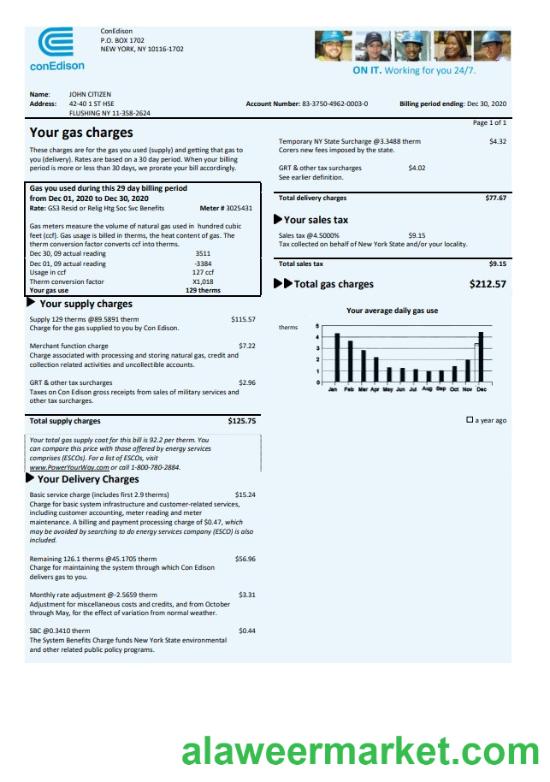 ConEdison
P.O. BOX 1702
NEW YORK, NY 10116-1702
conEdison
ON IT. Working for you 24/7.
Name: JOHN CITIZEN
Address: 42-40 1 ST HSE
FLUSHING NY 11-358-2624
Account Number: 83-3750-4962-0003-0
Billing period ending: Dec 30, 2020
Page 1 of 1
Your gas charges
These charges are for the gas you used (supply) and getting that gas to
you (delivery). Rates are based on a 30 day period. When your billing
period is more or less than 30 days, we prorate your bill accordingly.
Gas you used during this 29 day billing period
from Dec 01, 2020 to Dec 30, 2020
Rate: GS3 Resid or Relig Htg Soc Svc Benefits Meter # 3025431
Gas meters measure the volume of natural gas used in hundred cubic
feet (ccf). Gas usage is billed in therms, the heat content of gas. The
therm conversion factor converts ccf into therms.
Dec 30, 09 actual reading 3511
Dec 01, 09 actual reading -3384
Usage in ccf 127 ccf
Therm conversion factor X1,018
Your gas use 129 therms
Your supply charges
Supply 129 therms @89.5891 therm $115.57
Charge for the gas supplied to you by Con Edison.
Merchant function charge $7.22
Charge associated with processing and storing natural gas, credit and
collection related activities and uncollectible accounts.
GRT & other tax surcharges $2.96
Taxes on Con Edison gross receipts from sales of military services and
other tax surcharges.
Total supply charges $125.75
Your total gas supply coat for this bill is 92.2 per therm. You
can compare this price with those offered by energy services
comprises (ESCOs). For a list of ESCOs, visit
www.PowerYourWay.com or call 1-800-780-2884.
Your Delivery Charges
Basic service charge (includes first 2.9 therms) $15.24
Charge for basic system infrastructure and customer-related services,
including customer accounting, meter reading and meter
maintenance. A billing and payment processing charge of $0.47, which
may be avoided by searching to do energy services company (ESCO) is also
included.
Remaining 126.1 therms @45.1705 therm $56.96
Charge for maintaining the system through which Con Edison
delivers gas to you.
Monthly rate adjustment @-2.5659 therm $3.31
Adjustment for miscellaneous costs and credits, and from October
through May, for the effect of variation from normal weather.
SBC @0.3410 therm $0.44
The System Benefits Charge funds New York State environmental
and other related public policy programs.
Temporary NY State Surcharge @3.3488 therm $4.32
Corers new fees imposed by the state.
GRT & other tax surcharges $4.02
See earlier definition.
Total delivery charges $77.67
Your sales tax
Sales tax @4.5000% $9.15
Tax collected on behalf of New York State and/or your locality.
Total sales tax $9.15
Total gas charges $212.57
Your average daily gas use
therms
5
4
3
2
1
0
Jan Feb Mar Apr May Jun Jul Aug Sep Oct Nov Dec
a year ago
alaweermarket.com